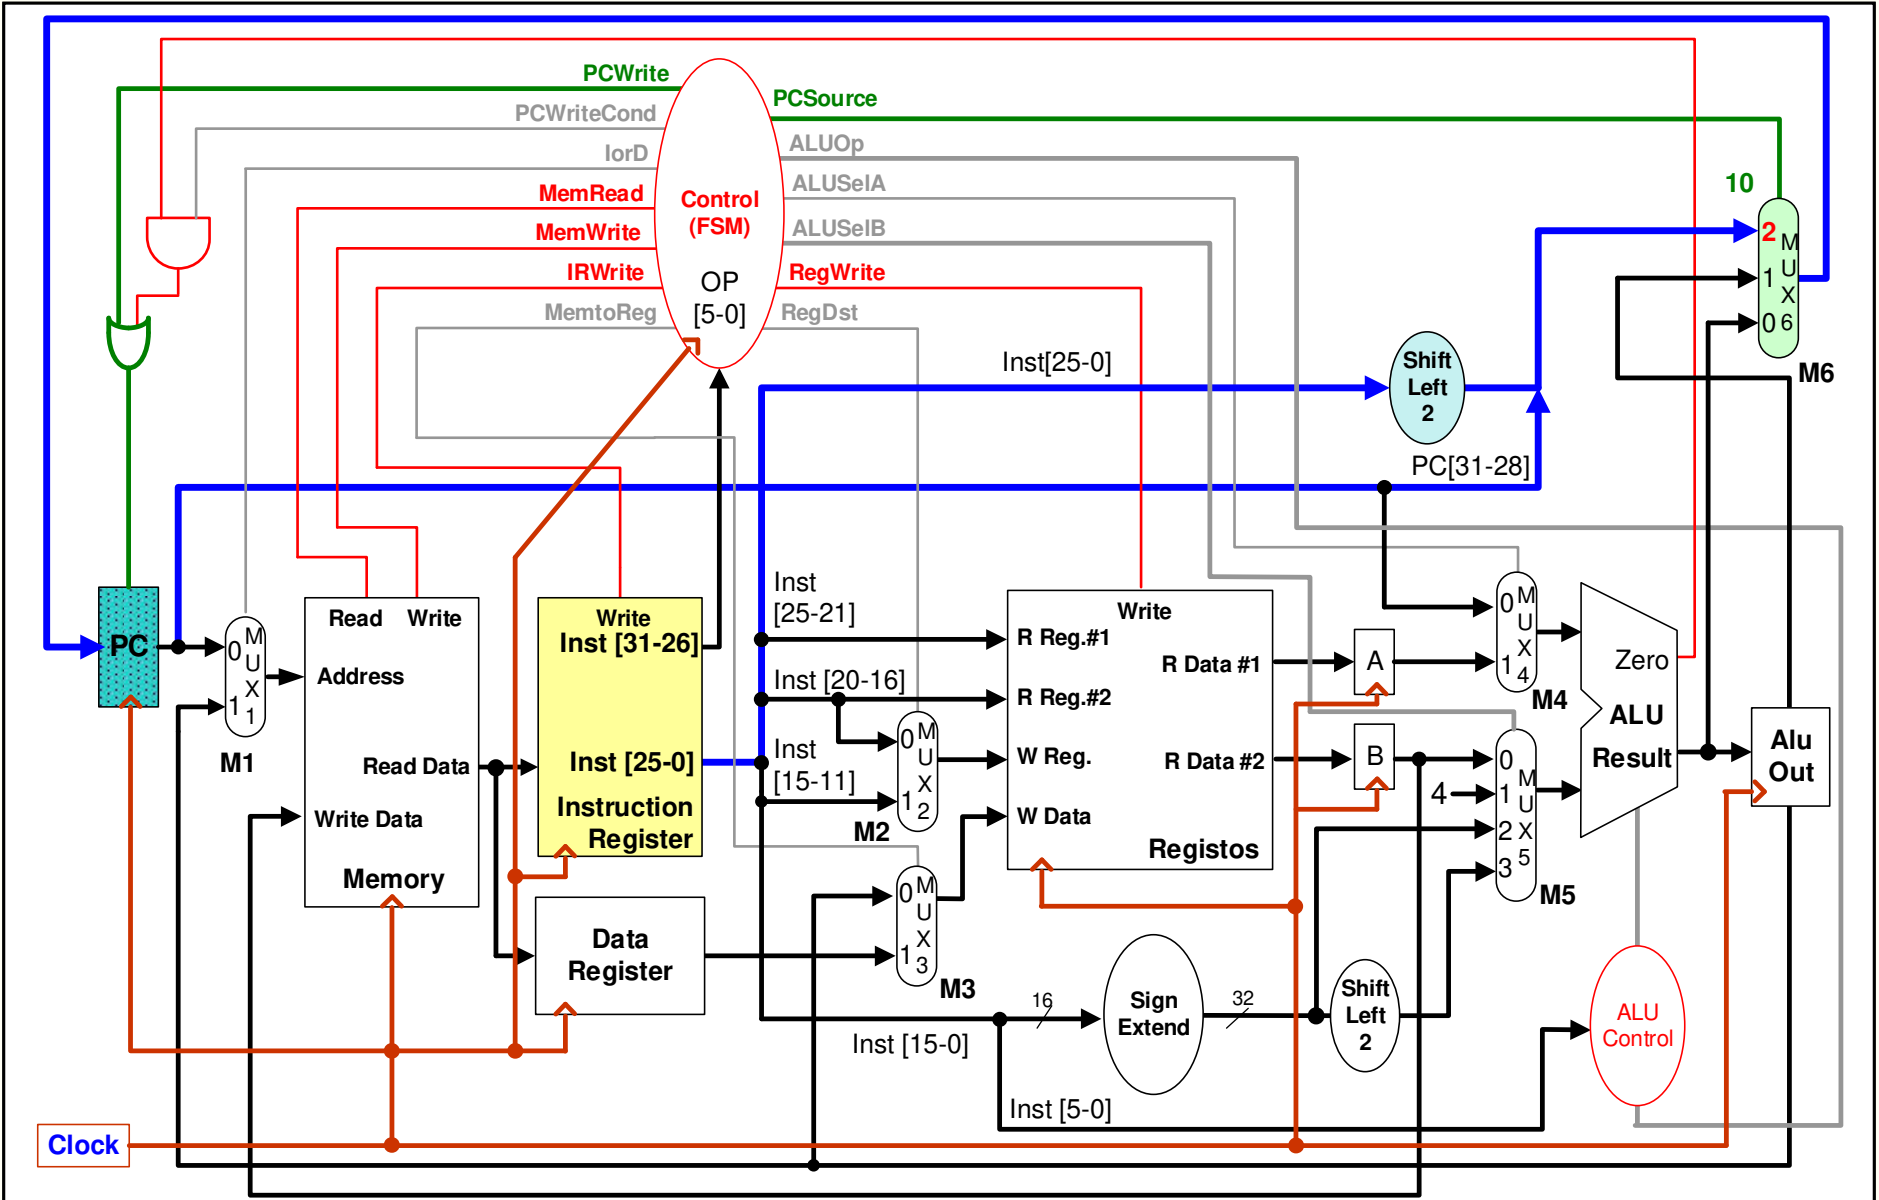 PCWrite
PCWriteCond
IorD
MemRead
MemWrite
IRWrite
MemtoReg
Control
(FSM)
OP
[5-0]
PCSource
ALUOp
ALUSelA
ALUSelB
RegWrite
RegDst
10
2
1
0
M
U
X
6
M6
Inst[25-0]
Shift
Left
2
PC[31-28]
PC
0
1
M
U
X
1
M1
Read
Write
Address
Read Data
Write Data
Memory
Write
Inst [31-26]
Inst [25-0]
Instruction
Register
Data
Register
Inst
[25-21]
Inst [20-16]
Inst
[15-11]
0
1
M
U
X
2
M2
0
1
M
U
X
3
M3
Write
R Reg.#1
R Data #1
R Reg.#2
W Reg.
R Data #2
W Data
Registos
A
B
4
0
1
M
U
X
4
M4
0
1
2
3
M
U
X
5
M5
Zero
ALU
Result
Alu
Out
Inst [15-0]
16
Sign
Extend
32
Shift
Left
2
ALU
Control
Inst [5-0]
Clock